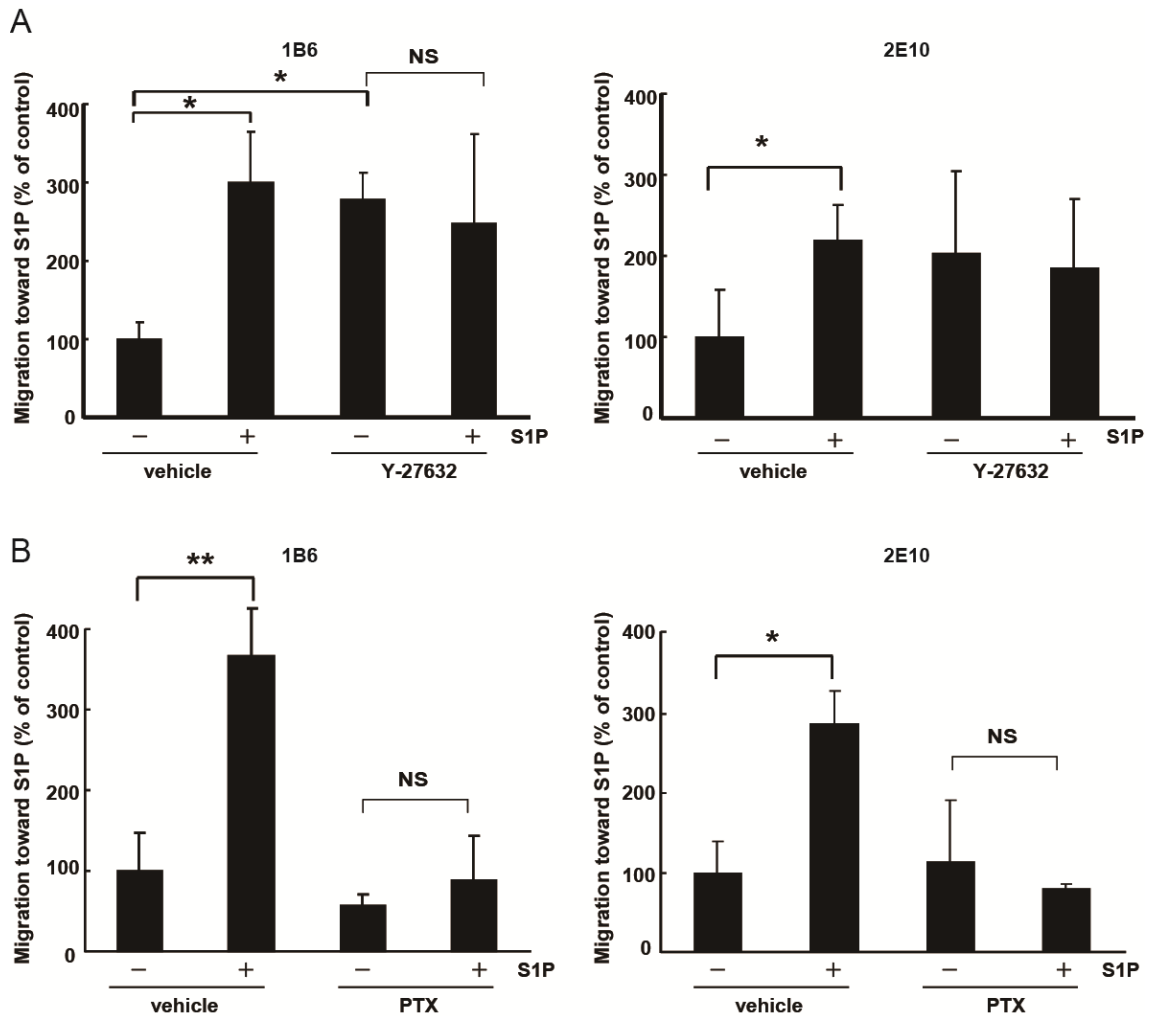 A
1B6
2E10
NS
*
*
*
Migration toward S1P (% of control)
400
300
200
100
0
− + − + S1P
vehicle Y-27632
Migration toward S1P (% of control)
400
300
200
100
0
− + − + S1P
vehicle Y-27632
B
1B6
2E10
**
NS
Migration toward S1P (% of control)
400
300
200
100
0
− + − + S1P
vehicle PTX
*
NS
Migration toward S1P (% of control)
400
300
200
100
0
− + − + S1P
vehicle PTX